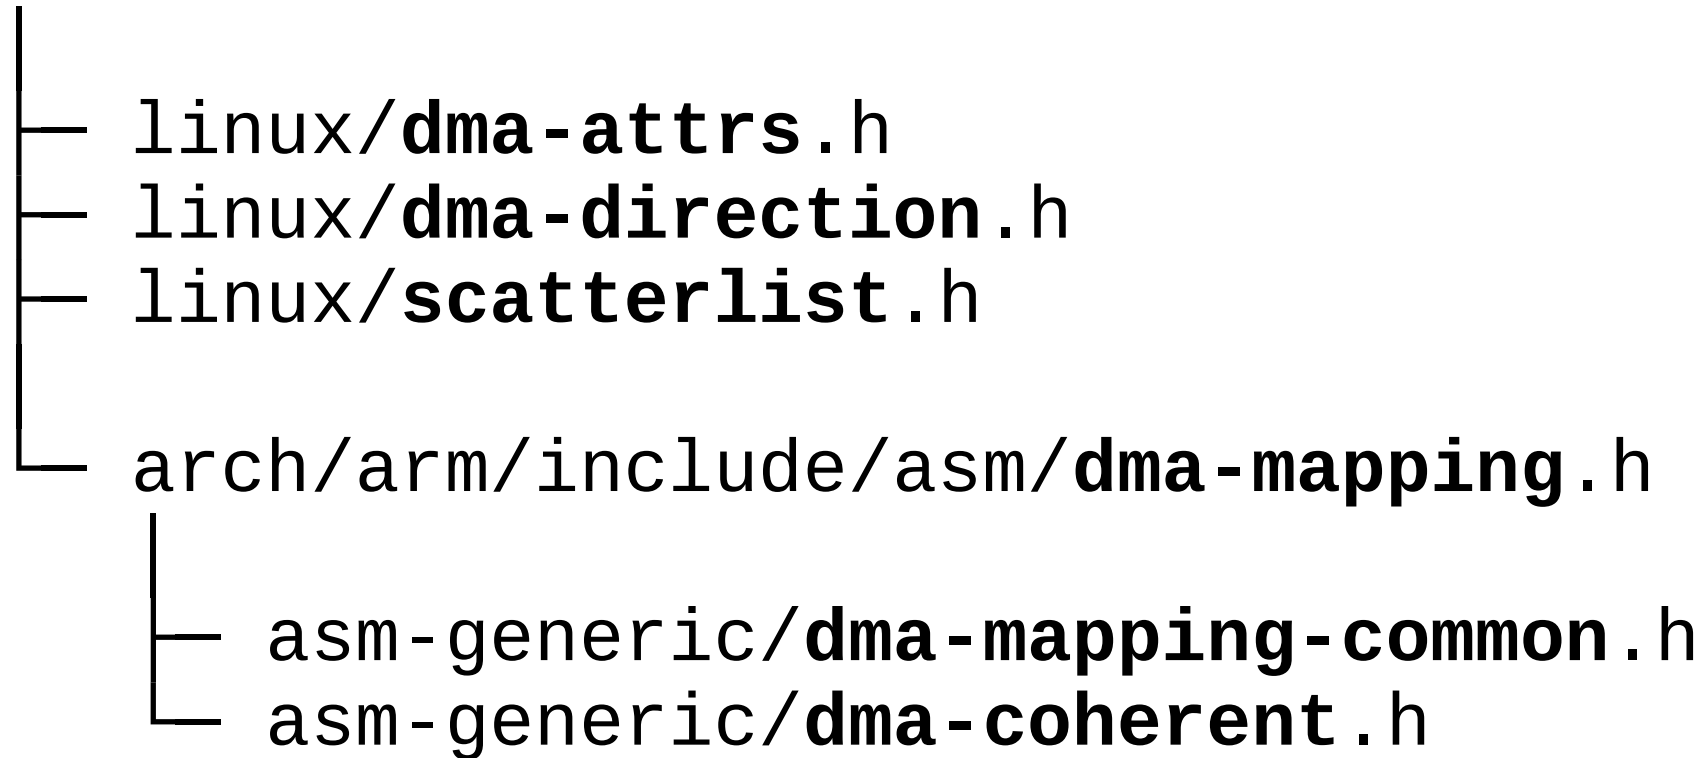 linux/dma-attrs.h
linux/dma-direction.h
linux/scatterlist.h
arch/arm/include/asm/dma-mapping.h
asm-generic/dma-mapping-common.h
asm-generic/dma-coherent.h